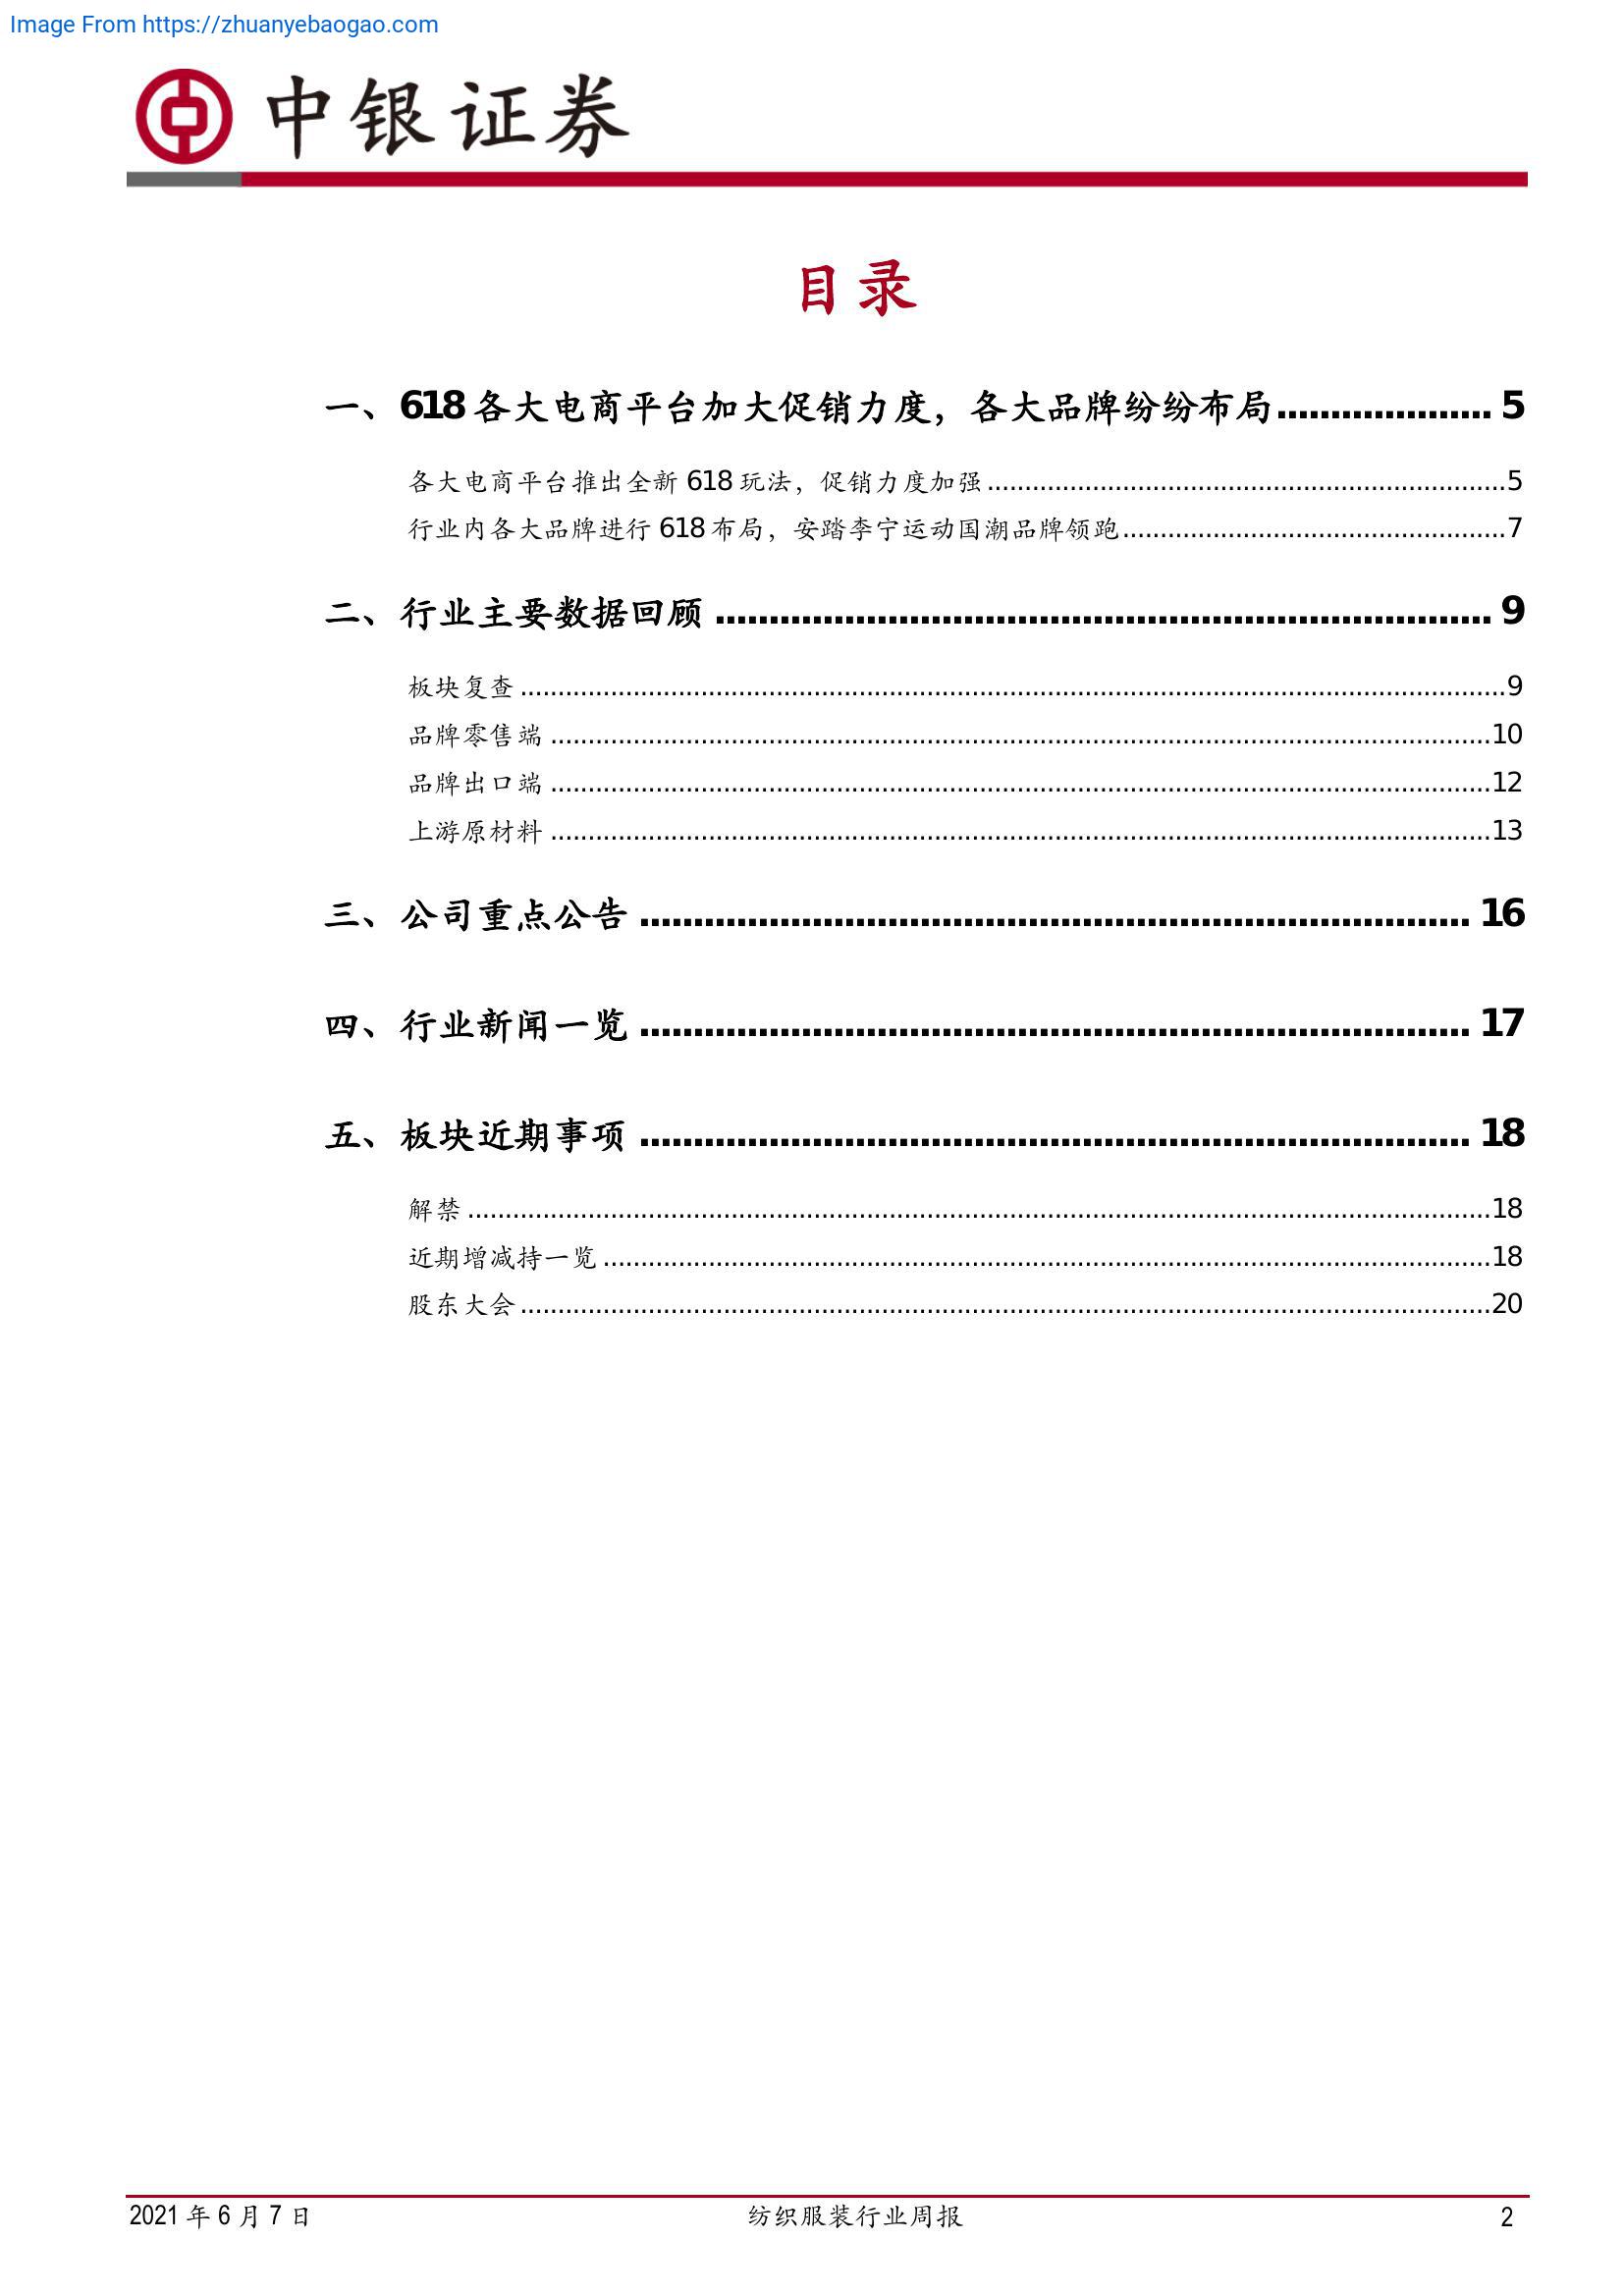 Image From https://zhuanyebaogao.com
中银证券
目录
一、618 各大电商平台加大促销力度，各大品牌纷纷布局.................... 5
各大电商平台推出全新 618 玩法，促销力度加强.....................................................................5
行业内各大品牌进行 618 布局，安踏李宁运动国潮品牌领跑...................................................7
二、行业主要数据回顾 ........................................................................ 9
板块复查 ...................................................................................................................................9
品牌零售端 .............................................................................................................................10
品牌出口端 .............................................................................................................................12
上游原材料 .............................................................................................................................13
三、公司重点公告 ............................................................................. 16
四、行业新闻一览 ............................................................................. 17
五、板块近期事项 ............................................................................. 18
解禁 ........................................................................................................................................18
近期增减持一览 ......................................................................................................................18
股东大会 .................................................................................................................................20
2021 年 6 月 7 日 纺织服装行业周报 2